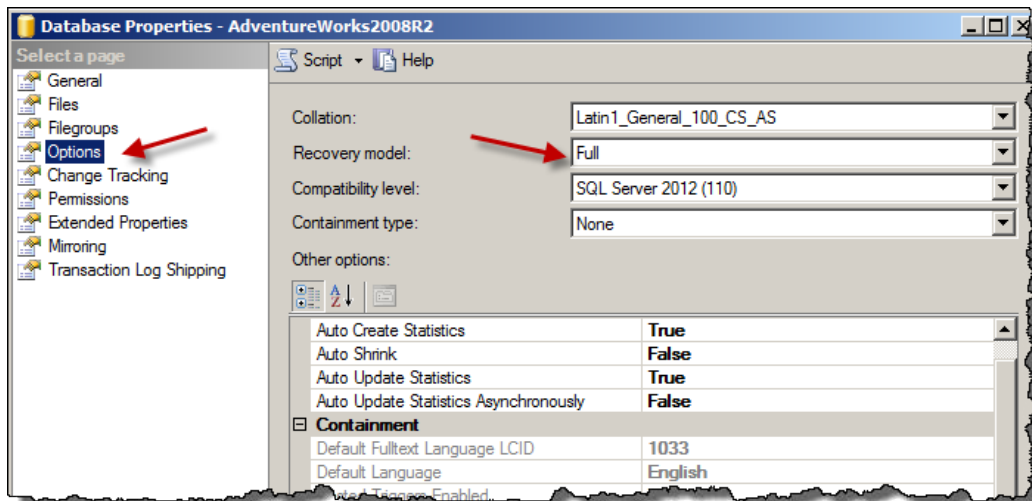 Database Properties - AdventureWorks2008R2
Select a page
General
Files
Filegroups
Options
Change Tracking
Permissions
Extended Properties
Mirroring
Transaction Log Shipping
Script Help
Collation: Latin1_General_100_CS_AS
Recovery model: Full
Compatibility level: SQL Server 2012 (110)
Containment type: None
Other options:
A
Z
Auto Create Statistics True
Auto Shrink False
Auto Update Statistics True
Auto Update Statistics Asynchronously False
Containment
Default Fulltext Language LCID 1033
Default Language English
Triggers Enabled